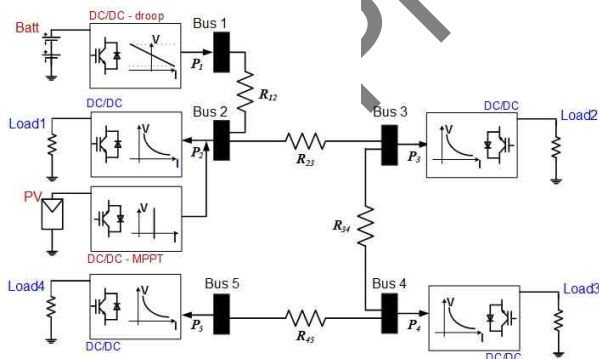 Batt
DC/DC - droop
V
I
P1
Bus 1
R12
DC/DC
Load1
V
I
P2
Bus 2
R23
Bus 3
P3
DC/DC
V
I
Load2
PV
V
I
DC/DC - MPPT
R34
Load4
V
I
DC/DC
P5
Bus 5
R45
Bus 4
P4
V
I
DC/DC
Load3